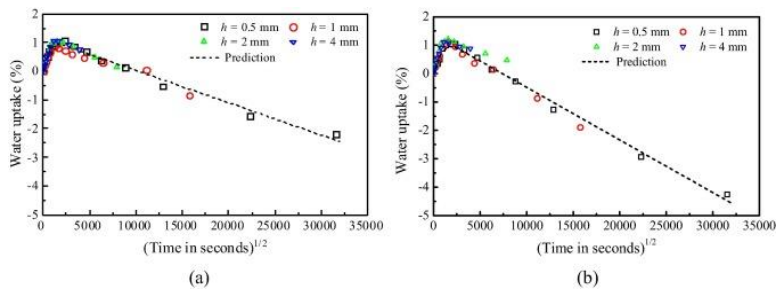 h = 0.5 mm h = 1 mm
h = 2 mm h = 4 mm
Prediction
Water uptake (%)
2
1
0
-1
-2
-3
-4
-5
0 5000 10000 15000 20000 25000 30000 35000
(Time in seconds)1/2
(a)
h = 0.5 mm h = 1 mm
h = 2 mm h = 4 mm
Prediction
Water uptake (%)
2
1
0
-1
-2
-3
-4
-5
0 5000 10000 15000 20000 25000 30000 35000
(Time in seconds)1/2
(b)